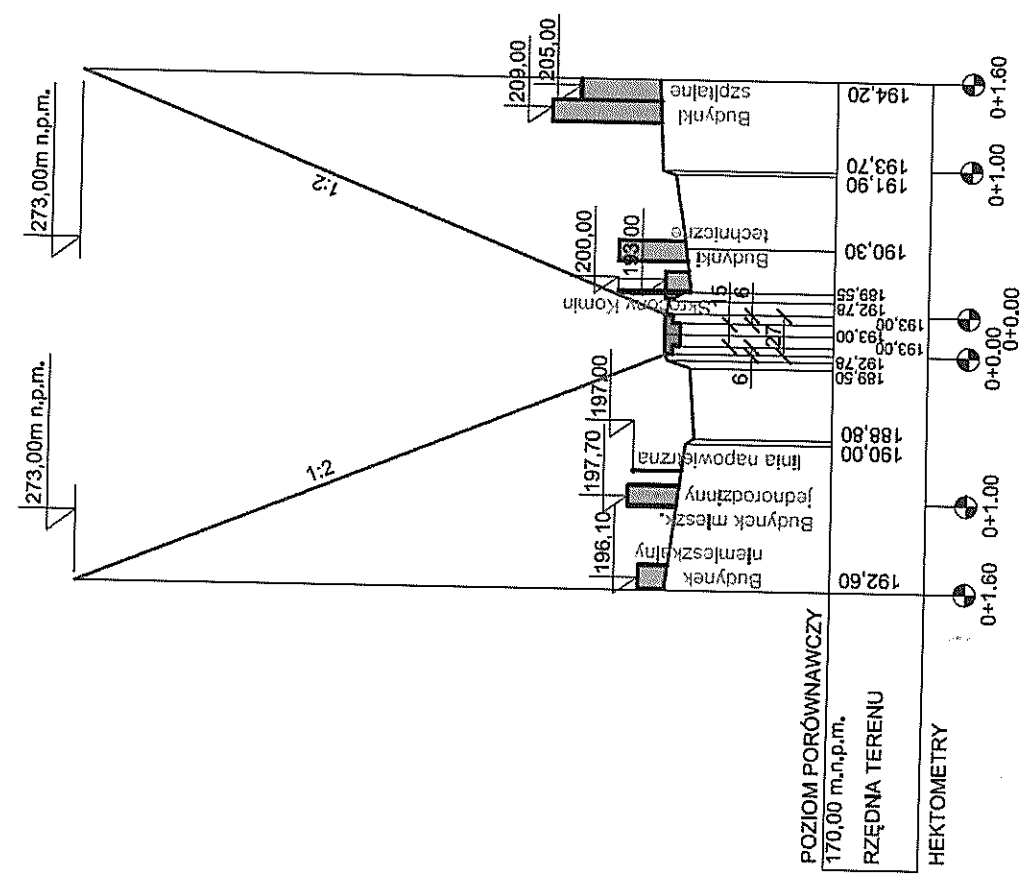 273,00m n.p.m.
273,00m n.p.m.
1:2
1:2
196,10
197,70
197,00
200,00
193,00
209,00
205,00
Budynek
niemieszkalny
Budynek mieszk.
jednorodzinny
linia napowietrzna
Skrócony Komin
Budynki
techniczne
Budynki
szpitalne
6
27
15
6
POZIOM PORÓWNAWCZY
170,00 m.n.p.m.
RZĘDNA TERENU
192,60
190,00
188,80
189,50
192,78
193,00
193,00
193,00
192,78
189,55
190,30
191,90
193,70
194,20
HEKTOMETRY
0+1.60
0+1.00
0+0.00
0+0.00
0+1.00
0+1.60